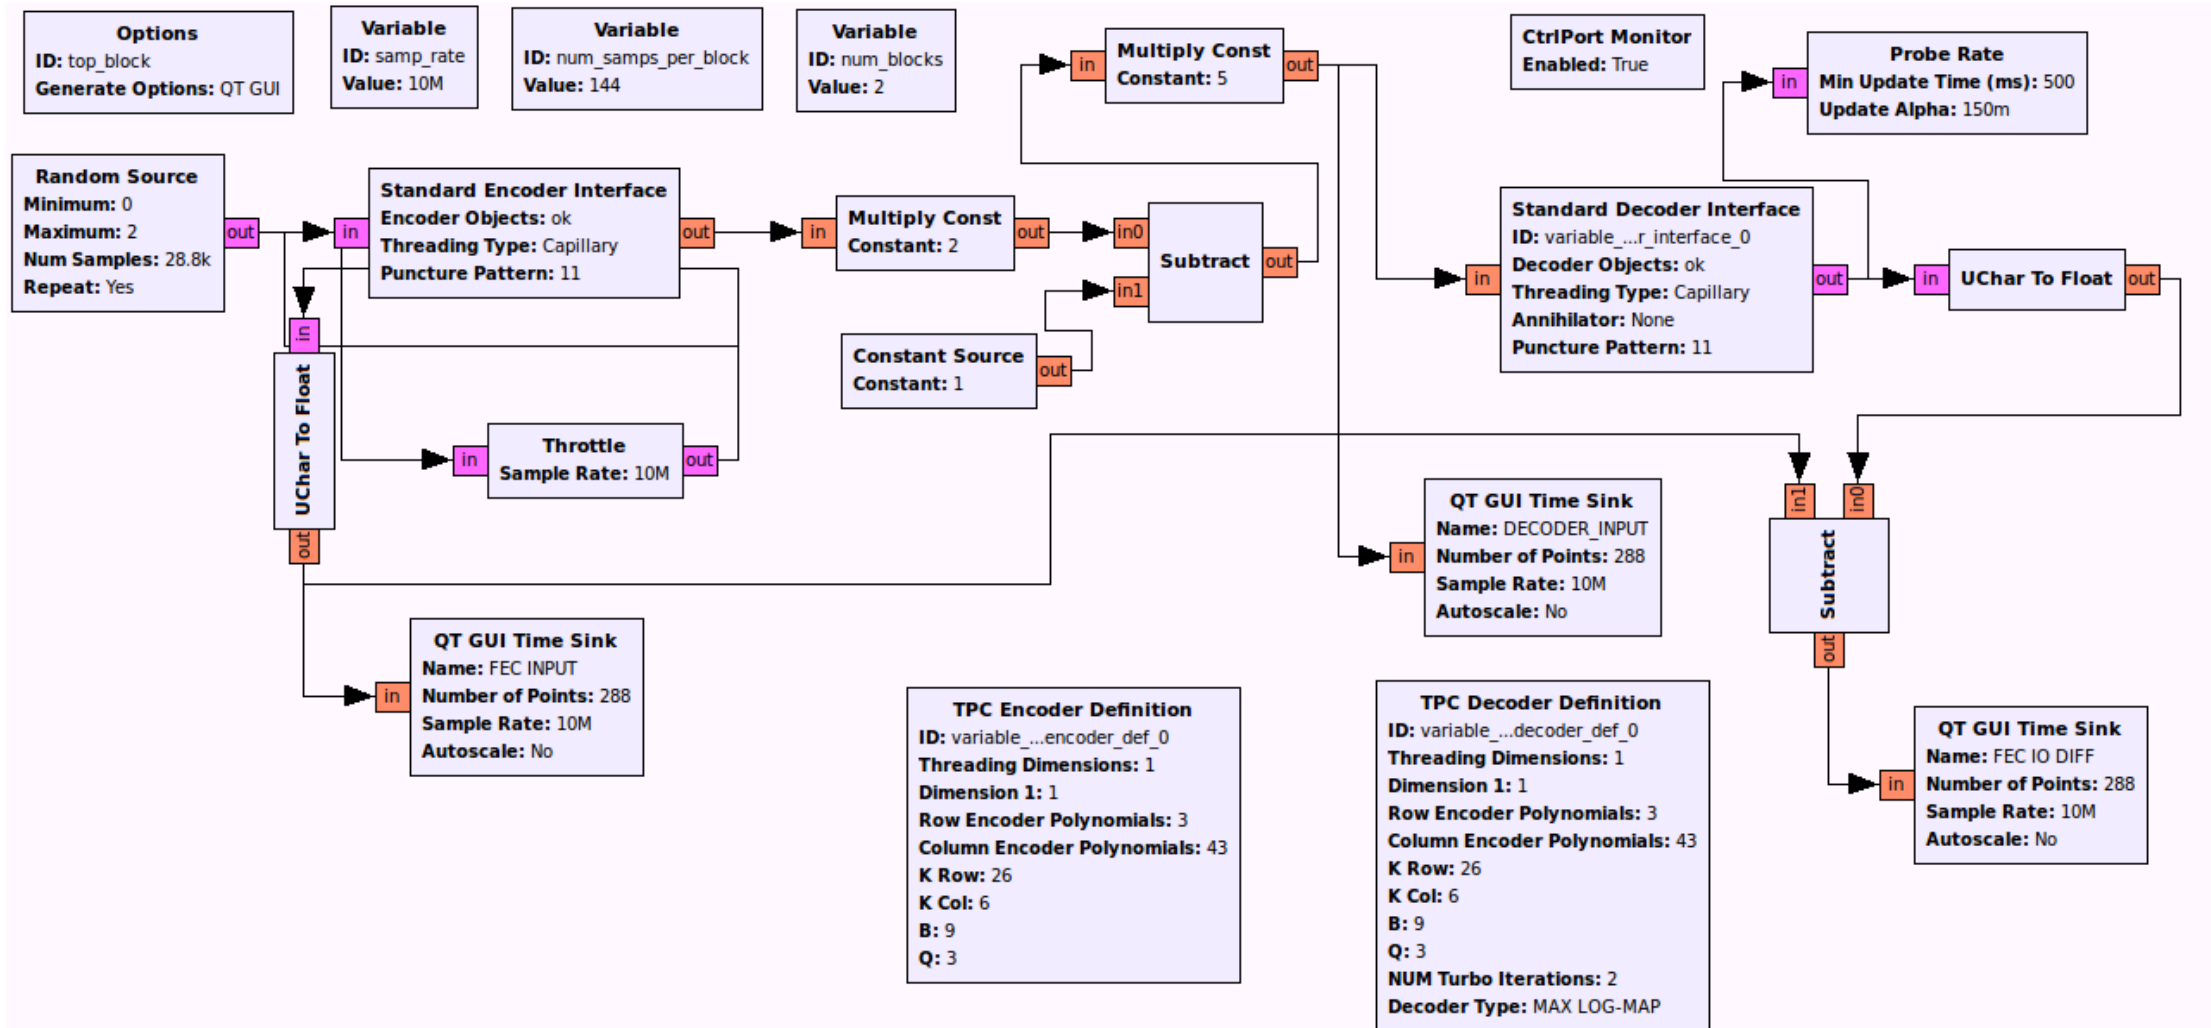 Options
ID: top_block
Generate Options: QT GUI
Variable
ID: samp_rate
Value: 10M
Variable
ID: num_samps_per_block
Value: 144
Variable
ID: num_blocks
Value: 2
in
Multiply Const
Constant: 5
out
CtrlPort Monitor
Enabled: True
in
Probe Rate
Min Update Time (ms): 500
Update Alpha: 150m
Random Source
Minimum: 0
Maximum: 2
Num Samples: 28.8k
Repeat: Yes
out
in
Standard Encoder Interface
Encoder Objects: ok
Threading Type: Capillary
Puncture Pattern: 11
out
in
Multiply Const
Constant: 2
out
in0
in1
Subtract
out
Constant Source
Constant: 1
out
in
Standard Decoder Interface
ID: variable_...r_interface_0
Decoder Objects: ok
Threading Type: Capillary
Annihilator: None
Puncture Pattern: 11
out
in
UChar To Float
out
in
UChar To Float
out
in
Throttle
Sample Rate: 10M
out
in
QT GUI Time Sink
Name: DECODER_INPUT
Number of Points: 288
Sample Rate: 10M
Autoscale: No
in1
in0
Subtract
out
in
QT GUI Time Sink
Name: FEC INPUT
Number of Points: 288
Sample Rate: 10M
Autoscale: No
TPC Encoder Definition
ID: variable_...encoder_def_0
Threading Dimensions: 1
Dimension 1: 1
Row Encoder Polynomials: 3
Column Encoder Polynomials: 43
K Row: 26
K Col: 6
B: 9
Q: 3
TPC Decoder Definition
ID: variable_...decoder_def_0
Threading Dimensions: 1
Dimension 1: 1
Row Encoder Polynomials: 3
Column Encoder Polynomials: 43
K Row: 26
K Col: 6
B: 9
Q: 3
NUM Turbo Iterations: 2
Decoder Type: MAX LOG-MAP
in
QT GUI Time Sink
Name: FEC IO DIFF
Number of Points: 288
Sample Rate: 10M
Autoscale: No